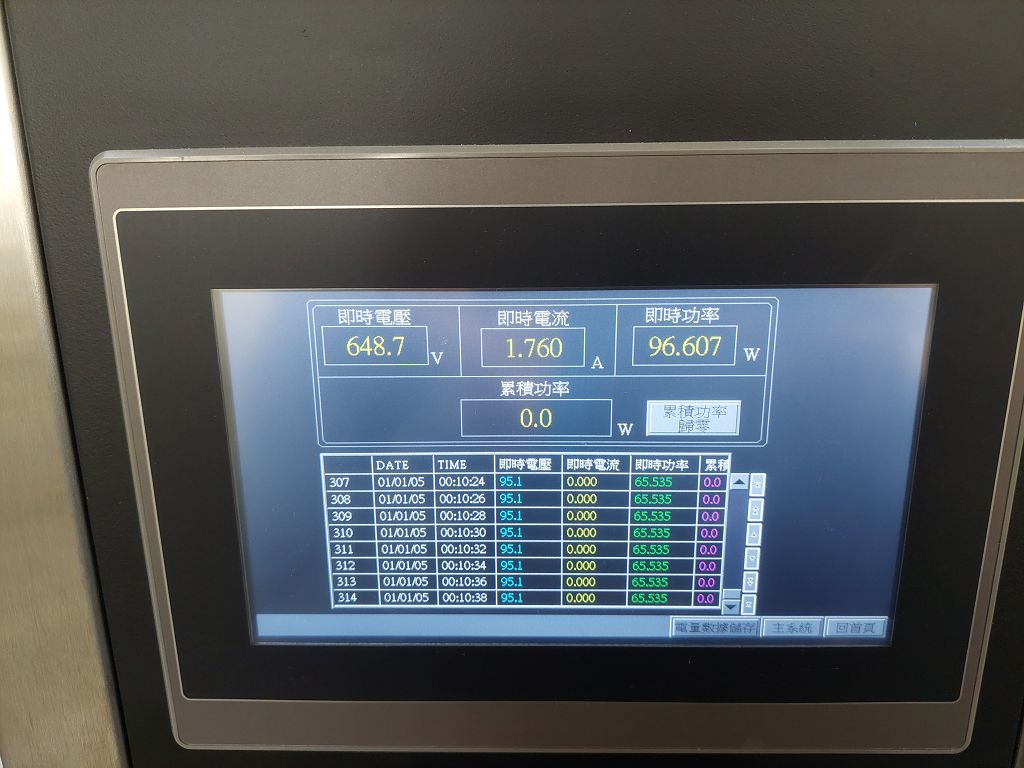 即時電壓 即時電流 即時功率
648.7 V 1.760 A 96.607 W
累積功率
0.0 W
累積功率
歸零
DATE TIME 即時電壓 即時電流 即時功率 累積
307 01/01/05 00:10:24 95.1 0.000 65.535 0.0
308 01/01/05 00:10:26 95.1 0.000 65.535 0.0
309 01/01/05 00:10:28 95.1 0.000 65.535 0.0
310 01/01/05 00:10:30 95.1 0.000 65.535 0.0
311 01/01/05 00:10:32 95.1 0.000 65.535 0.0
312 01/01/05 00:10:34 95.1 0.000 65.535 0.0
313 01/01/05 00:10:36 95.1 0.000 65.535 0.0
314 01/01/05 00:10:38 95.1 0.000 65.535 0.0
電量數據儲存 主系統 回首頁